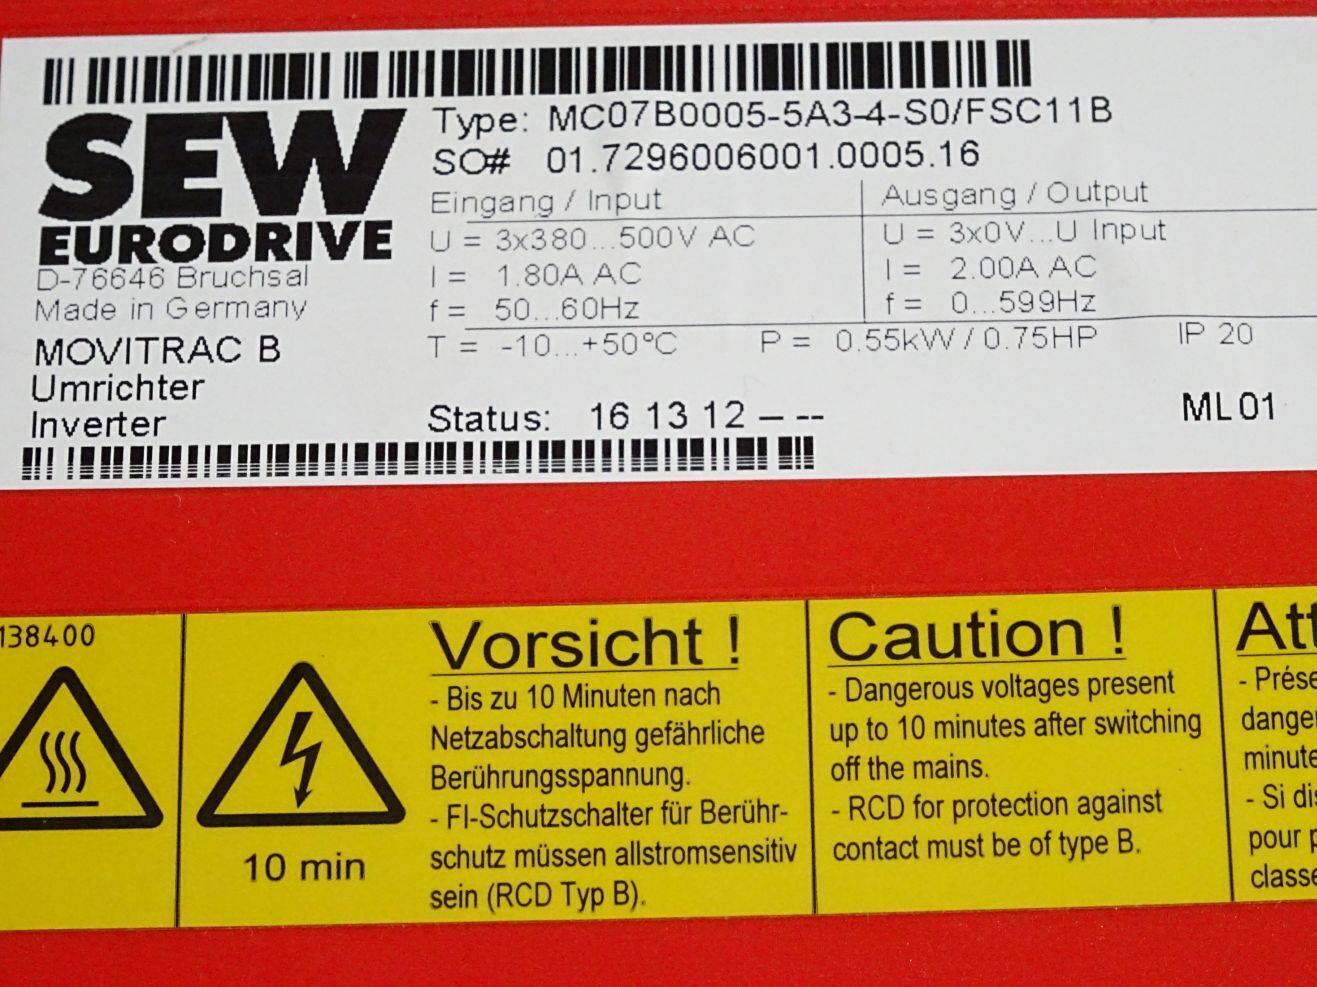 SEW
EURODRIVE
D-76646 Bruchsal
Made in Germany
MOVITRAC B
Umrichter
Inverter
Type: MC07B0005-5A3-4-S0/FSC11B
SO# 01.7296006001.0005.16
Eingang / Input
U = 3x380...500V AC
I = 1.80A AC
f = 50...60Hz
Ausgang / Output
U = 3x0V...U Input
I = 2.00A AC
f = 0...599Hz
T = -10...+50°C P = 0.55kW / 0.75HP IP 20
Status: 16 13 12 – --
ML01
138400
10 min
Vorsicht !
- Bis zu 10 Minuten nach
Netzabschaltung gefährliche
Berührungsspannung.
- FI-Schutzschalter für Berühr-
schutz müssen allstromsensitiv
sein (RCD Typ B).
Caution !
- Dangerous voltages present
up to 10 minutes after switching
off the mains.
- RCD for protection against
contact must be of type B.
- Si
pour